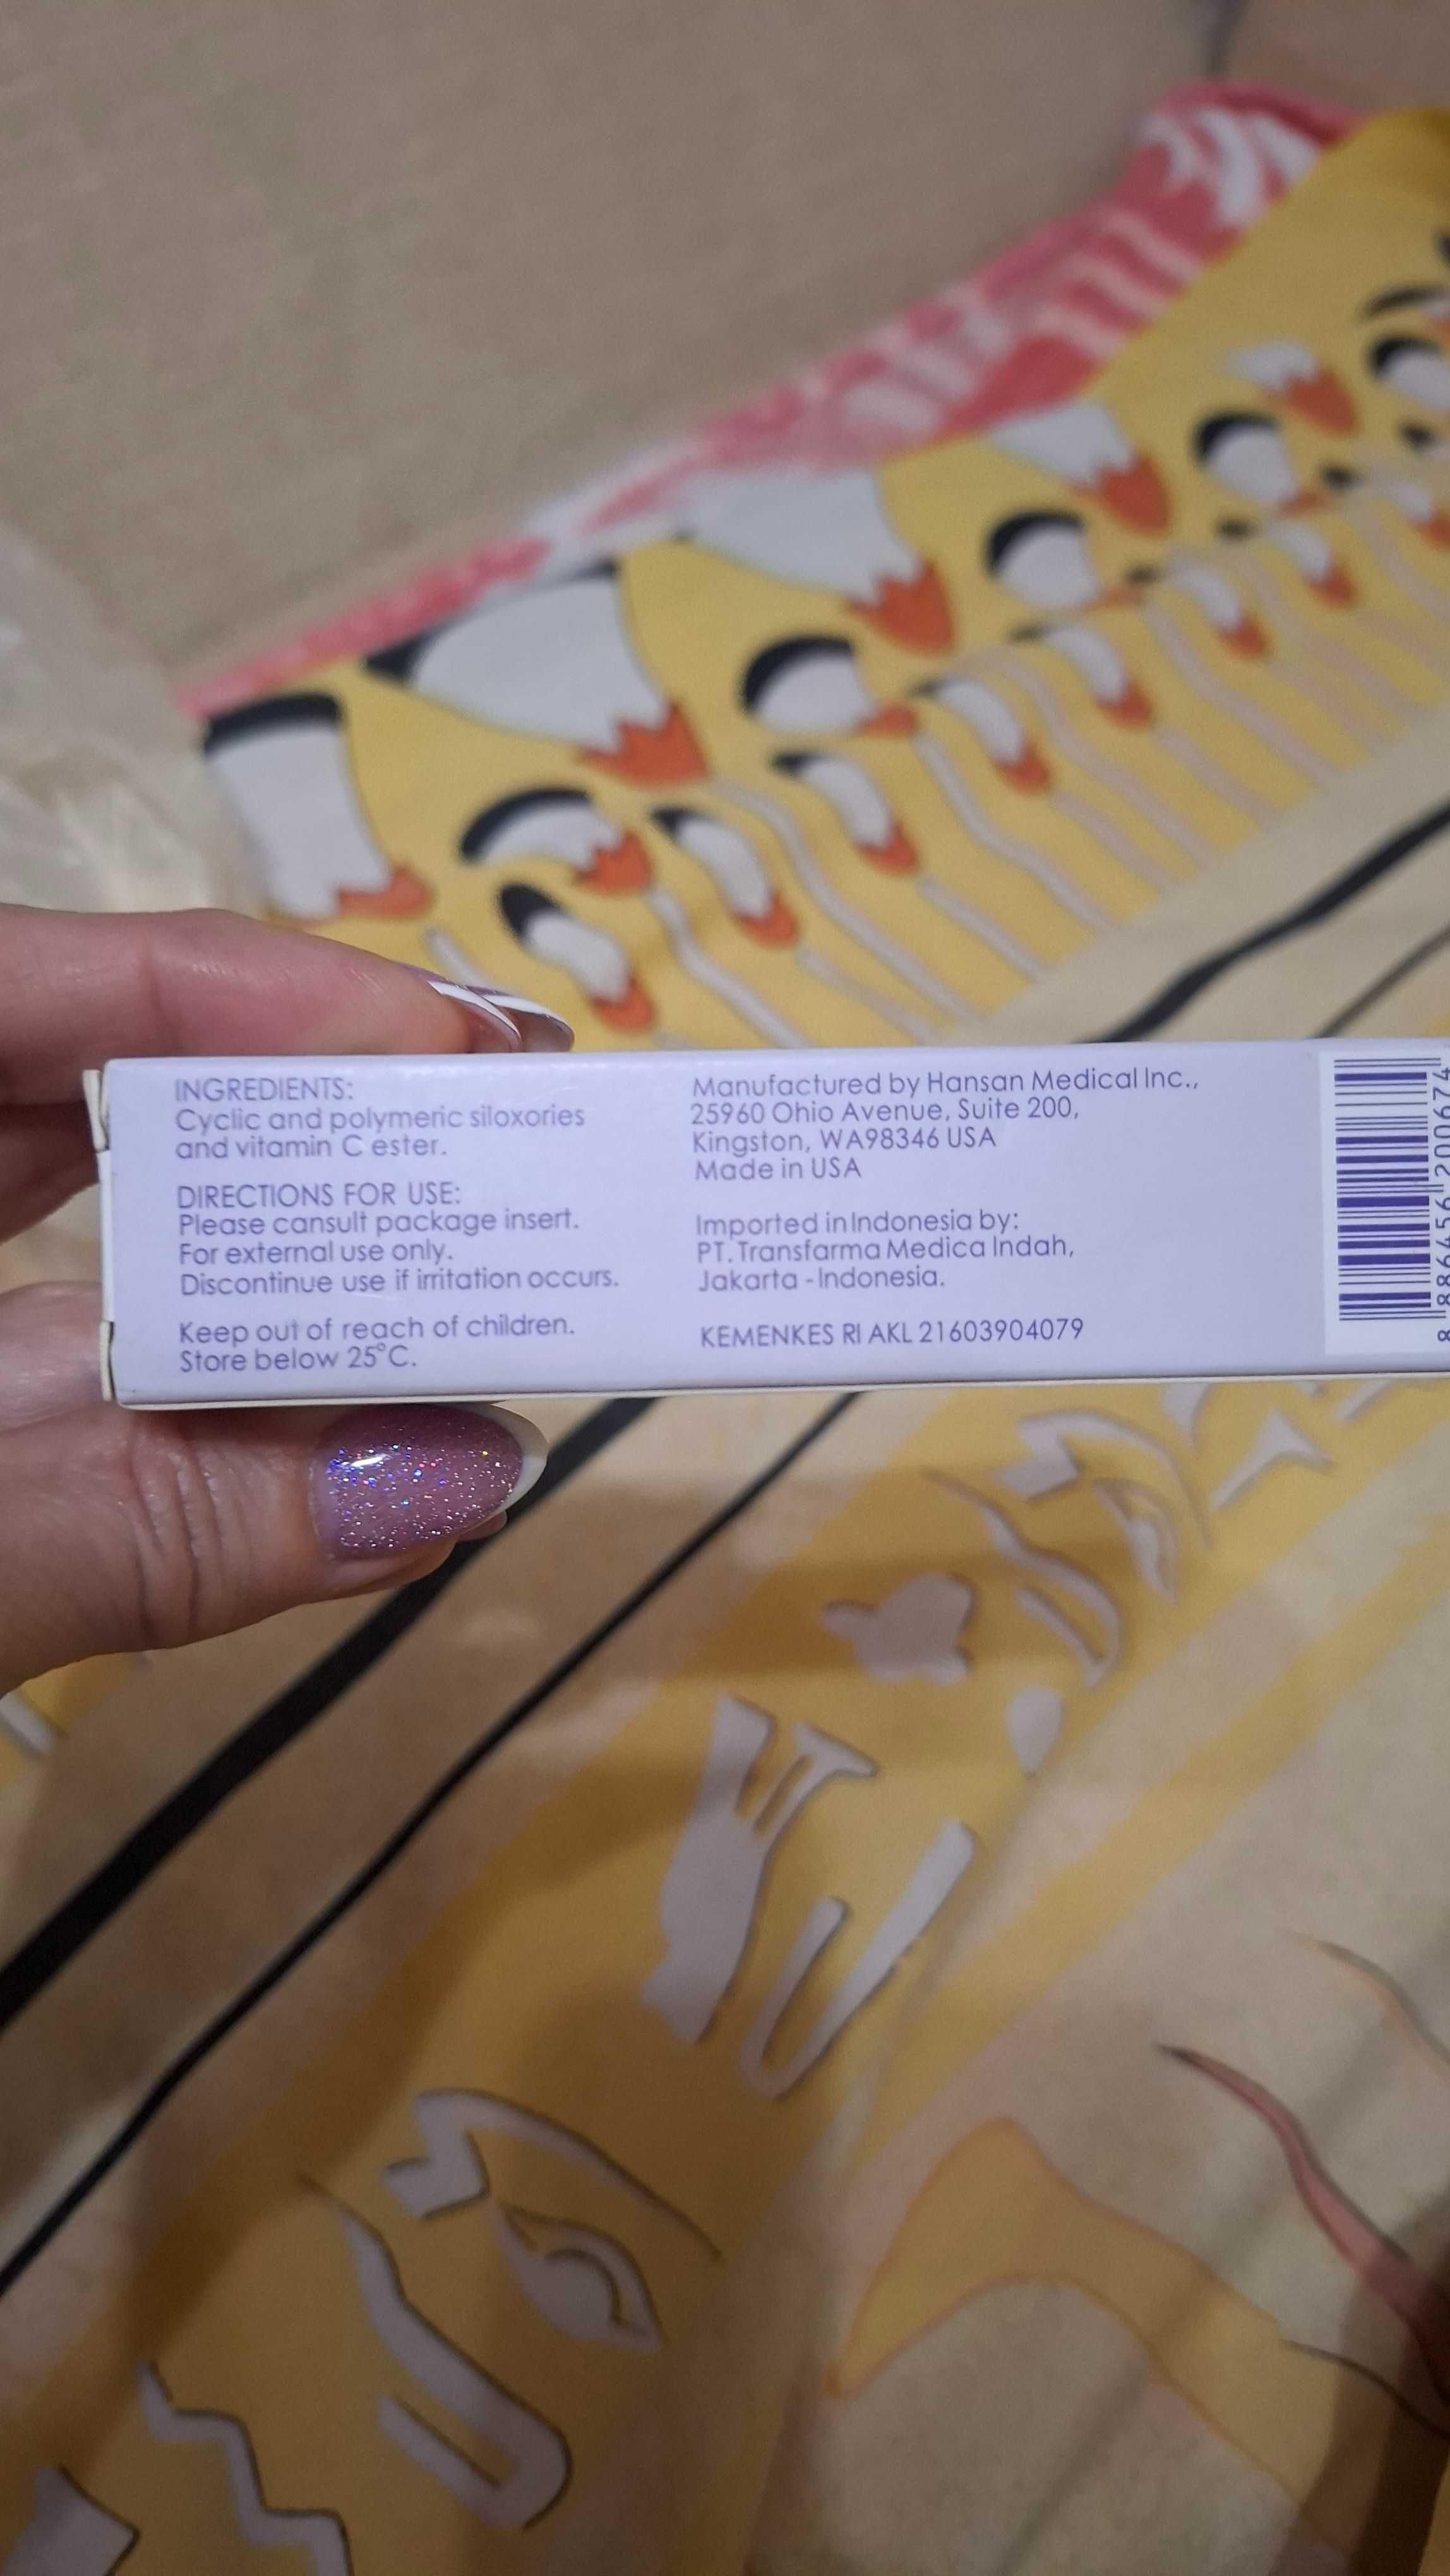 INGREDIENTS:
Cyclic and polymeric siloxories
and vitamin C ester.
DIRECTIONS FOR USE:
Please cansult package insert.
For external use only.
Discontinue use if irritation occurs.
Keep out of reach of children.
Store below 25°C.
Manufactured by Hansan Medical Inc.,
25960 Ohio Avenue, Suite 200,
Kingston, WA98346 USA
Made in USA
Imported in Indonesia by:
PT. Transfarma Medica Indah,
Jakarta - Indonesia.
KEMENKES RI AKL 21603904079
8 886456 200674